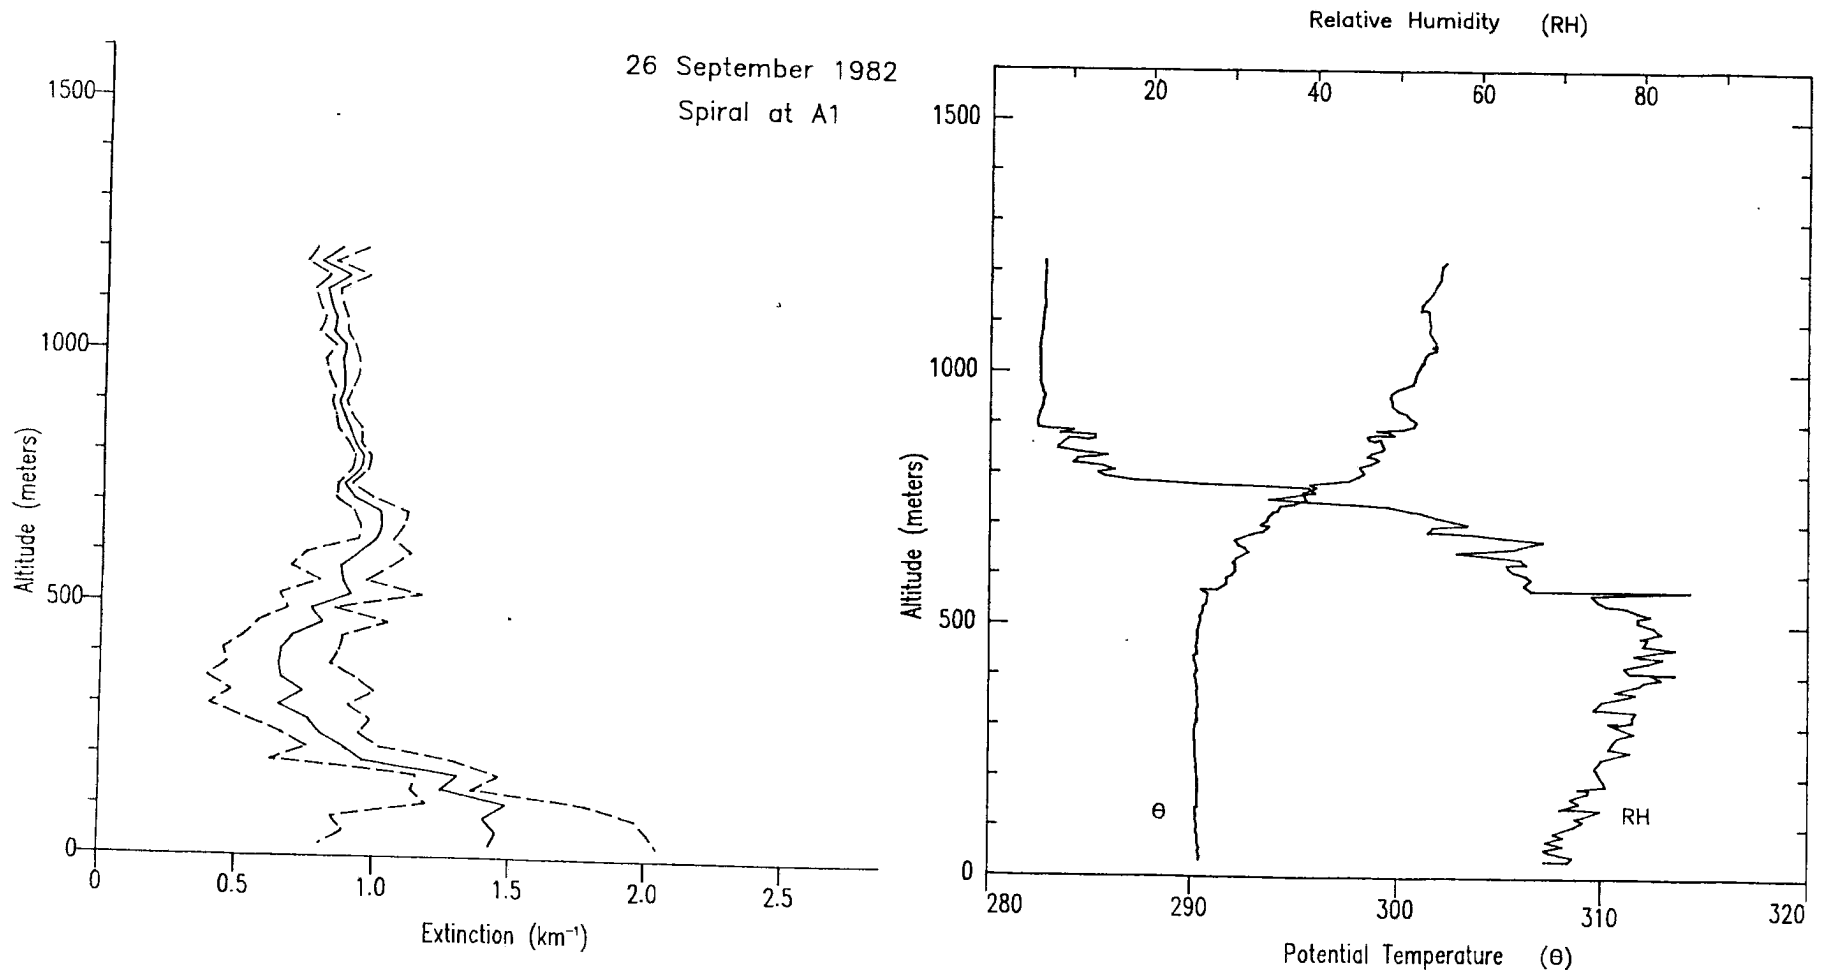 26 September 1982
Spiral at A1
1500
1000
500
0
Altitude (meters)
0 0.5 1.0 1.5 2.0 2.5
Extinction (km⁻¹)
Relative Humidity (RH)
20 40 60 80
1500
1000
500
0
Altitude (meters)
θ
RH
280 290 300 310 320
Potential Temperature (θ)